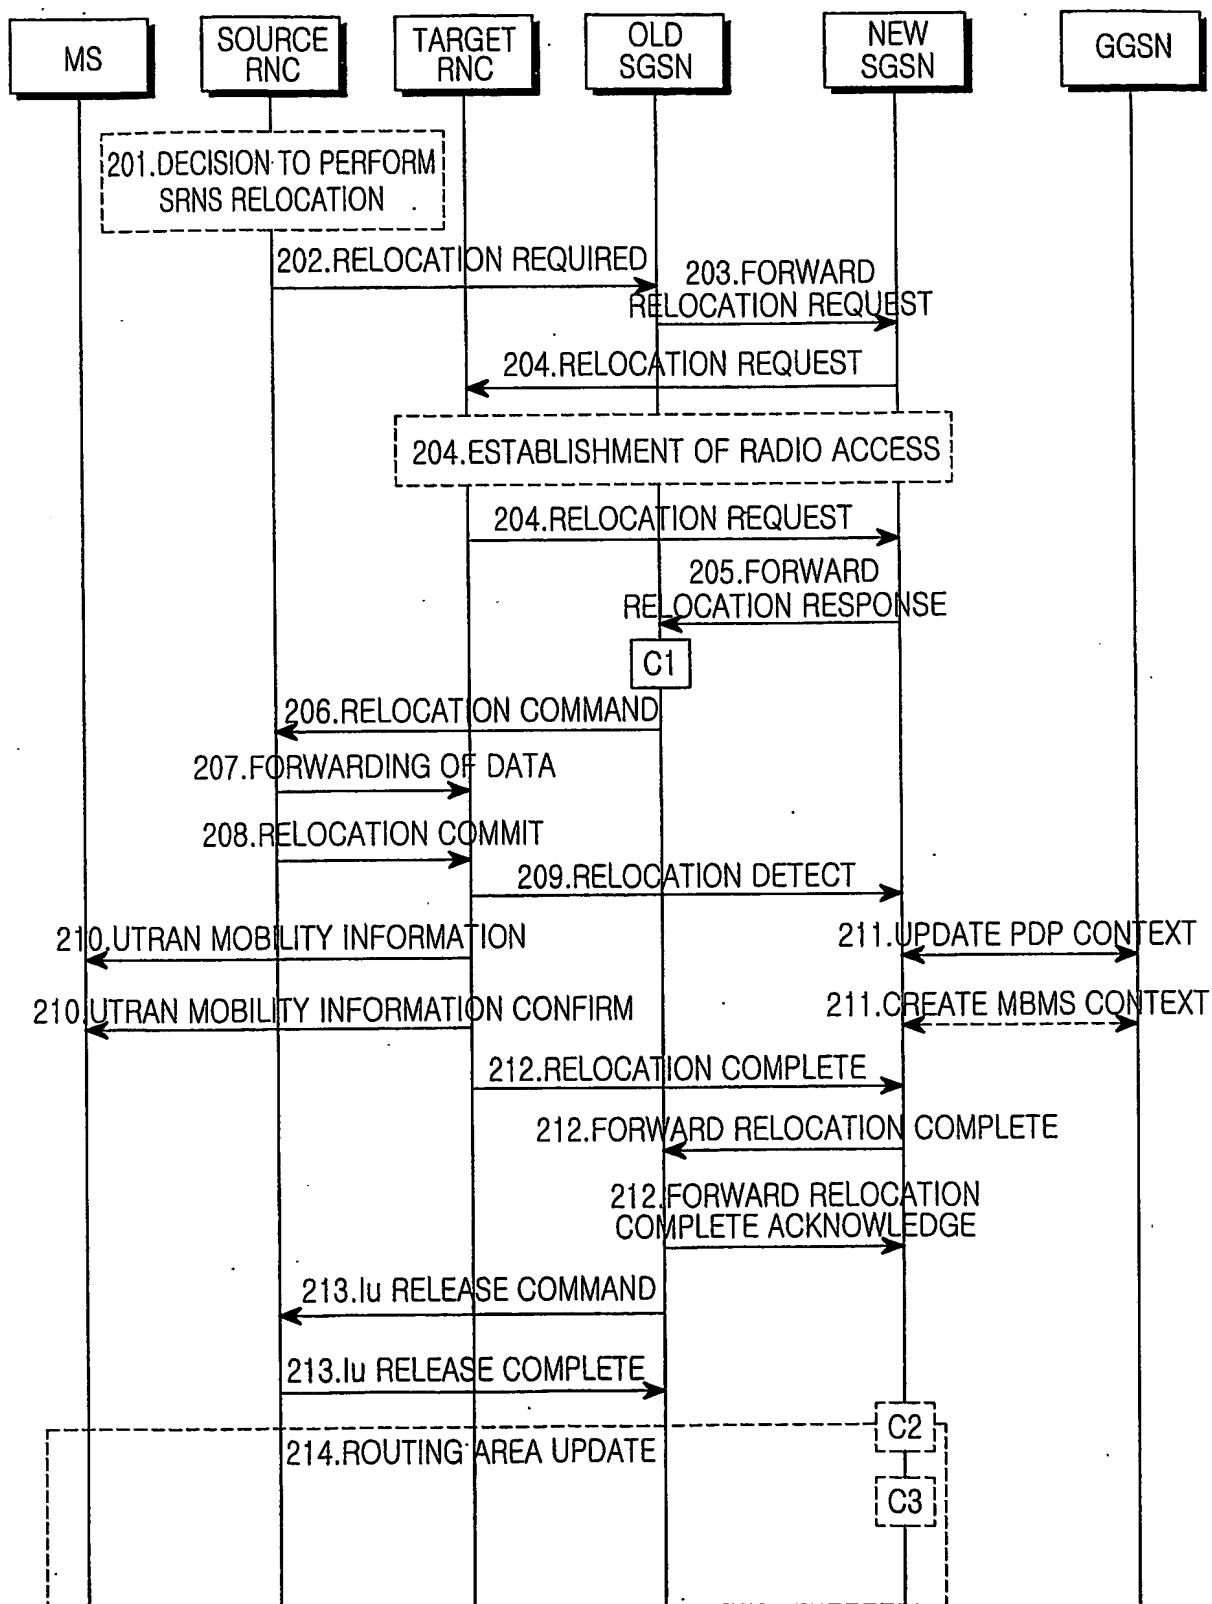 MS
SOURCE
RNC
TARGET
RNC
OLD
SGSN
NEW
SGSN
GGSN
201.DECISION TO PERFORM
SRNS RELOCATION
202.RELOCATION REQUIRED
203.FORWARD
RELOCATION REQUEST
204.RELOCATION REQUEST
204.ESTABLISHMENT OF RADIO ACCESS
204.RELOCATION REQUEST
205.FORWARD
RELOCATION RESPONSE
C1
206.RELOCATION COMMAND
207.FORWARDING OF DATA
208.RELOCATION COMMIT
209.RELOCATION DETECT
210.UTRAN MOBILITY INFORMATION
211.UPDATE PDP CONTEXT
210.UTRAN MOBILITY INFORMATION CONFIRM
211.CREATE MBMS CONTEXT
212.RELOCATION COMPLETE
212.FORWARD RELOCATION COMPLETE
212.FORWARD RELOCATION
COMPLETE ACKNOWLEDGE
213.Iu RELEASE COMMAND
213.Iu RELEASE COMPLETE
C2
214.ROUTING AREA UPDATE
C3